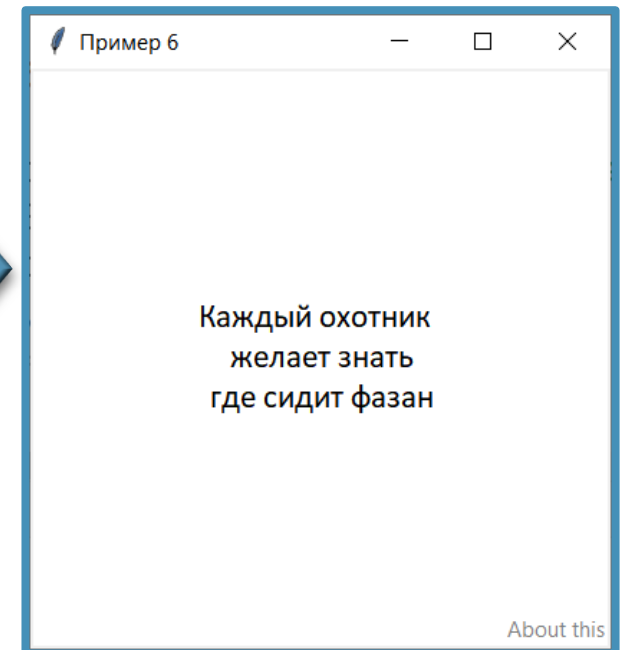 Пример 6
Каждый охотник
желает знать
где сидит фазан
About this